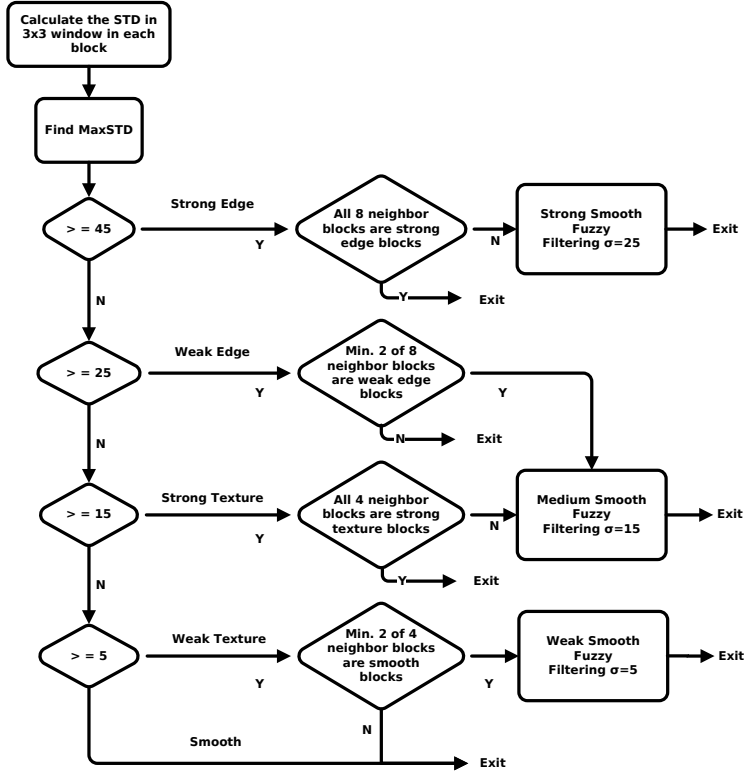 Calculate the STD in
3x3 window in each
block
Find MaxSTD
> = 45
Strong Edge
Y
All 8 neighbor
blocks are strong
edge blocks
N
Strong Smooth
Fuzzy
Filtering σ=25
Exit
Y
Exit
N
> = 25
Weak Edge
Y
Min. 2 of 8
neighbor blocks
are weak edge
blocks
Y
N
Exit
N
> = 15
Strong Texture
Y
All 4 neighbor
blocks are strong
texture blocks
N
Medium Smooth
Fuzzy
Filtering σ=15
Exit
Y
Exit
N
> = 5
Weak Texture
Y
Min. 2 of 4
neighbor blocks
are smooth
blocks
Y
Weak Smooth
Fuzzy
Filtering σ=5
Exit
N
Smooth
Exit